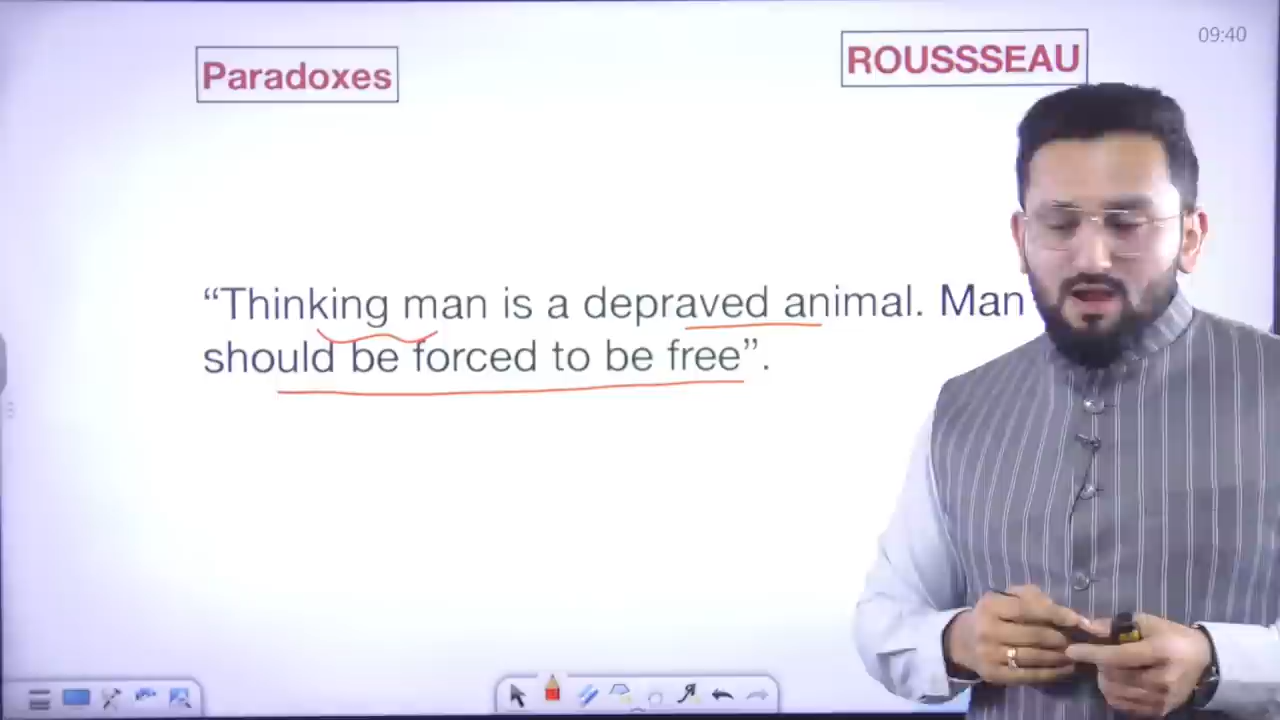 Paradoxes
ROUSSSEAU
09:40
“Thinking man is a depraved animal. Man
should be forced to be free”.